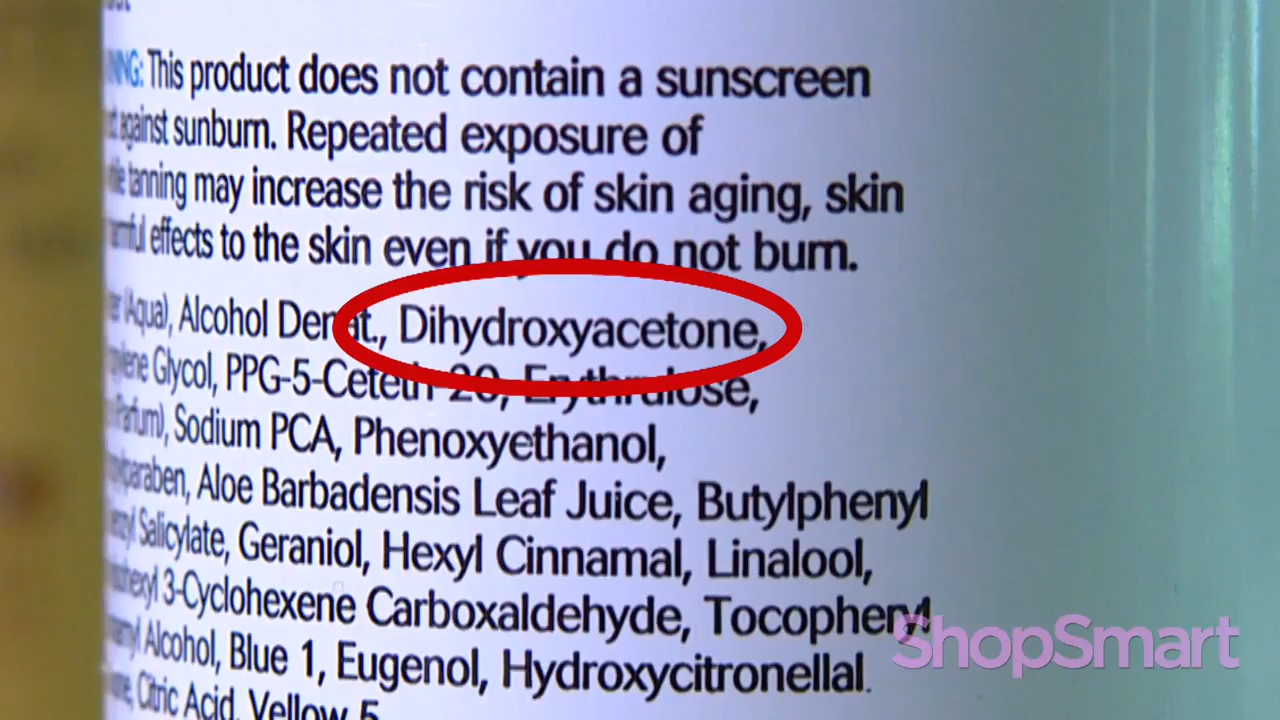 This product does not contain a sunscreen
against sunburn. Repeated exposure of
tanning may increase the risk of skin aging, skin
effects to the skin even if you do not burn.
(Aqua), Alcohol Denat., Dihydroxyacetone,
Glycol, PPG-5-Ceteth-20, Erythrulose,
Sodium PCA, Phenoxyethanol,
Aloe Barbadensis Leaf Juice, Butylphenyl
Salicylate, Geraniol, Hexyl Cinnamal, Linalool,
3-Cyclohexene Carboxaldehyde, Tocopheryl
Alcohol, Blue 1, Eugenol, Hydroxycitronellal.
Citric Acid, Yellow 5
ShopSmart